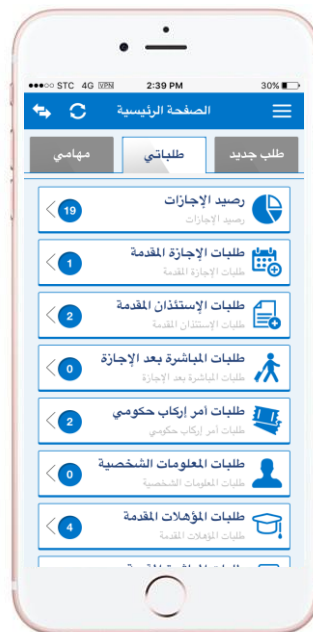 STC 4G VPN 2:39 PM 30%
الصفحة الرئيسية
طلب جديد طلباتي مهامي
رصيد الإجازات
رصيد الإجازات
19
طلبات الإجازة المقدمة
طلبات الإجازة المقدمة
1
طلبات الإستئذان المقدمة
طلبات الإستئذان المقدمة
2
طلبات المباشرة بعد الإجازة
طلبات المباشرة بعد الإجازة
0
طلبات أمر إركاب حكومي
طلبات أمر إركاب حكومي
2
طلبات المعلومات الشخصية
طلبات المعلومات الشخصية
0
طلبات المؤهلات المقدمة
طلبات المؤهلات المقدمة
4